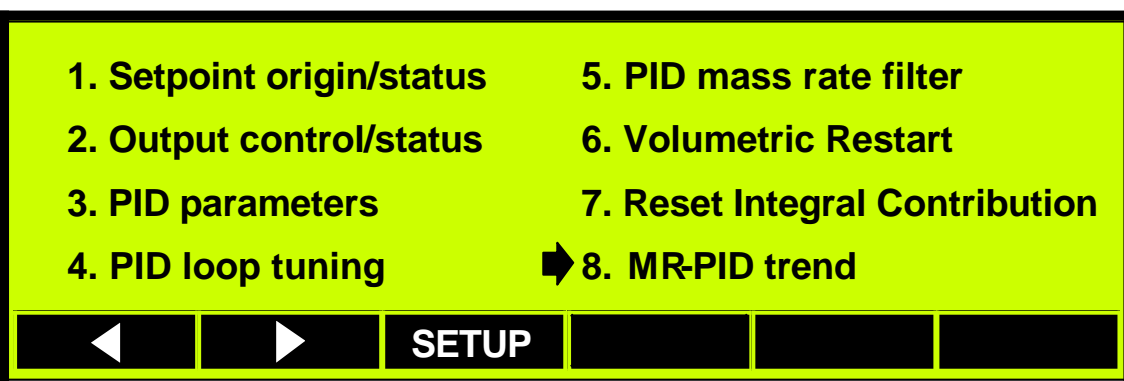 1. Setpoint origin/status
2. Output control/status
3. PID parameters
4. PID loop tuning
5. PID mass rate filter
6. Volumetric Restart
7. Reset Integral Contribution
8. MR-PID trend
SETUP